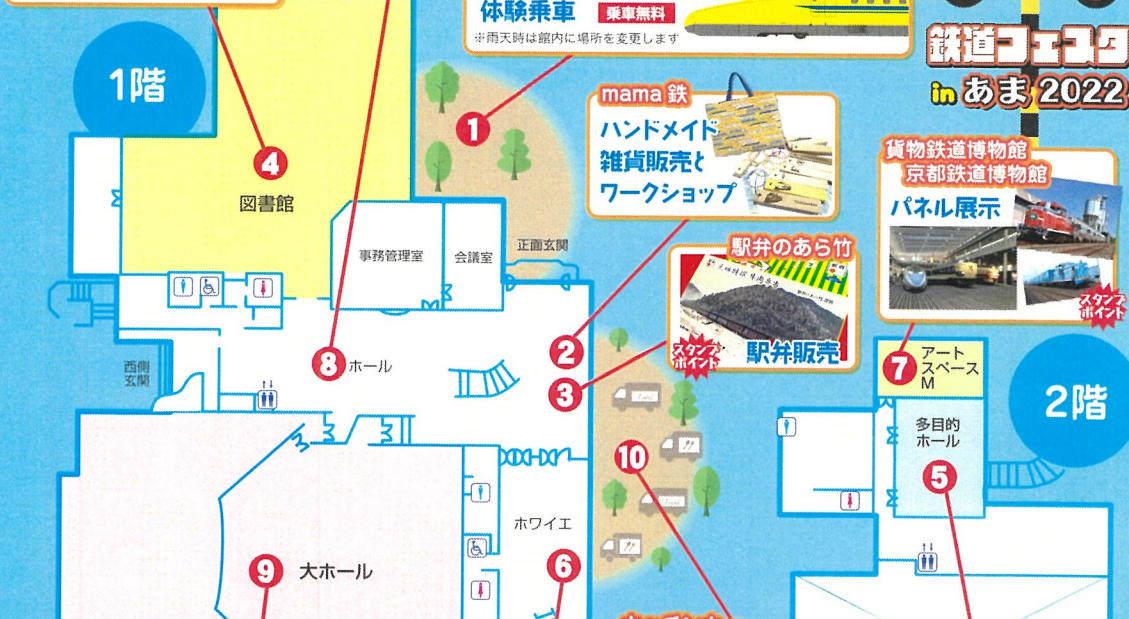 体験乗車 乗車無料
※雨天時は館内に場所を変更します
鉄道フェスタ
in あま 2022
1階
1
mama 鉄
ハンドメイド
雑貨販売と
ワークショップ
4
図書館
貨物鉄道博物館
京都鉄道博物館
パネル展示
スタンプ
ポイント
事務管理室
会議室
正面玄関
駅弁のあら竹
駅弁販売
スタンプ
ポイント
西側
玄関
8
ホール
2
3
7
アート
スペース
M
2階
多目的
ホール
5
10
ホワイエ
9
大ホール
6